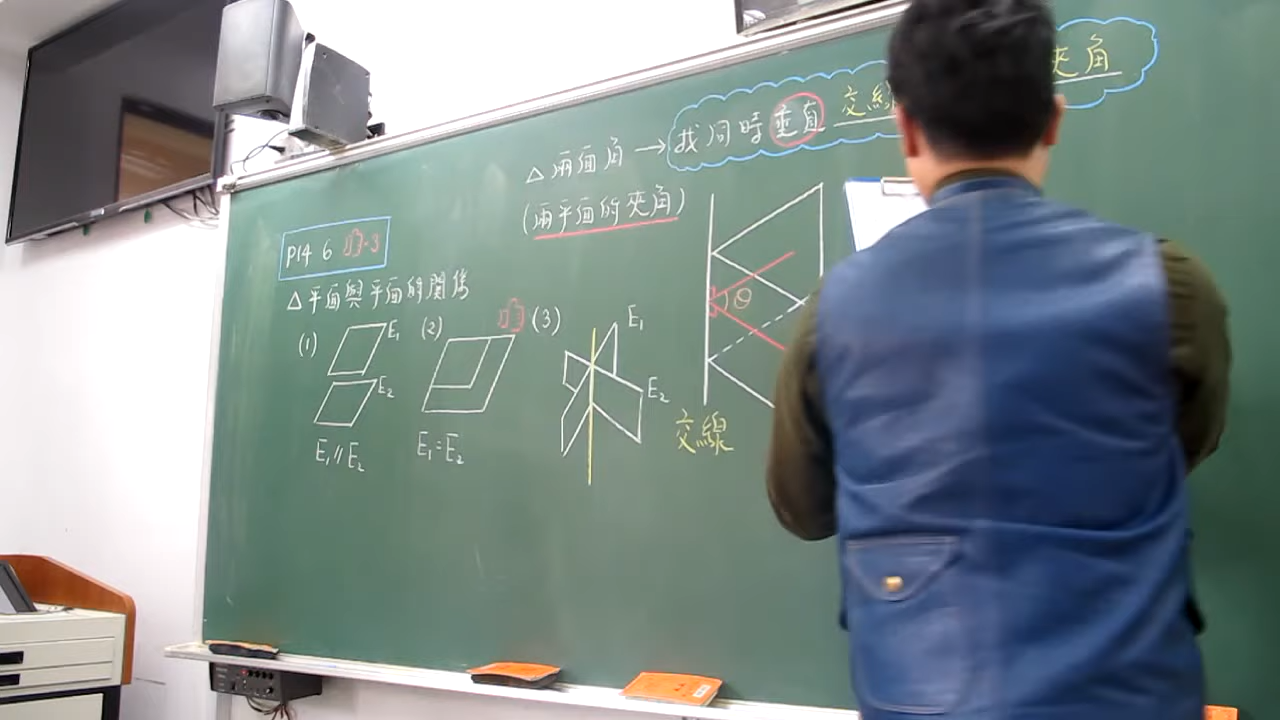 P14 6
△平面與平面的關係
(1) E₁ E₂
E₁ // E₂
(2)
E₁ = E₂
(3) E₁ E₂
△兩面角 → 找同時垂直 交線 夾角
(兩平面的夾角)
θ
交線